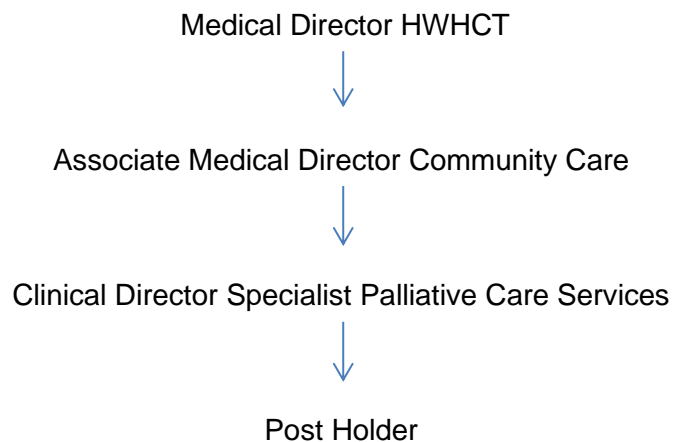 Medical Director HWHCT
Associate Medical Director Community Care
Clinical Director Specialist Palliative Care Services
Post Holder